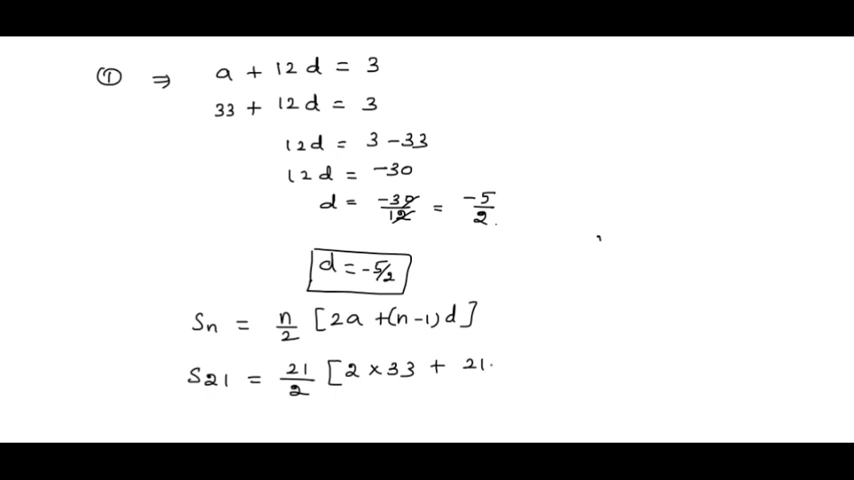 ① ⇒ a + 12d = 3
33 + 12d = 3
12d = 3 - 33
12d = -30
d = -30/12 = -5/2.
d = -5/2
Sn = n/2 [2a + (n-1)d]
S21 = 21/2 [2 × 33 + 21.